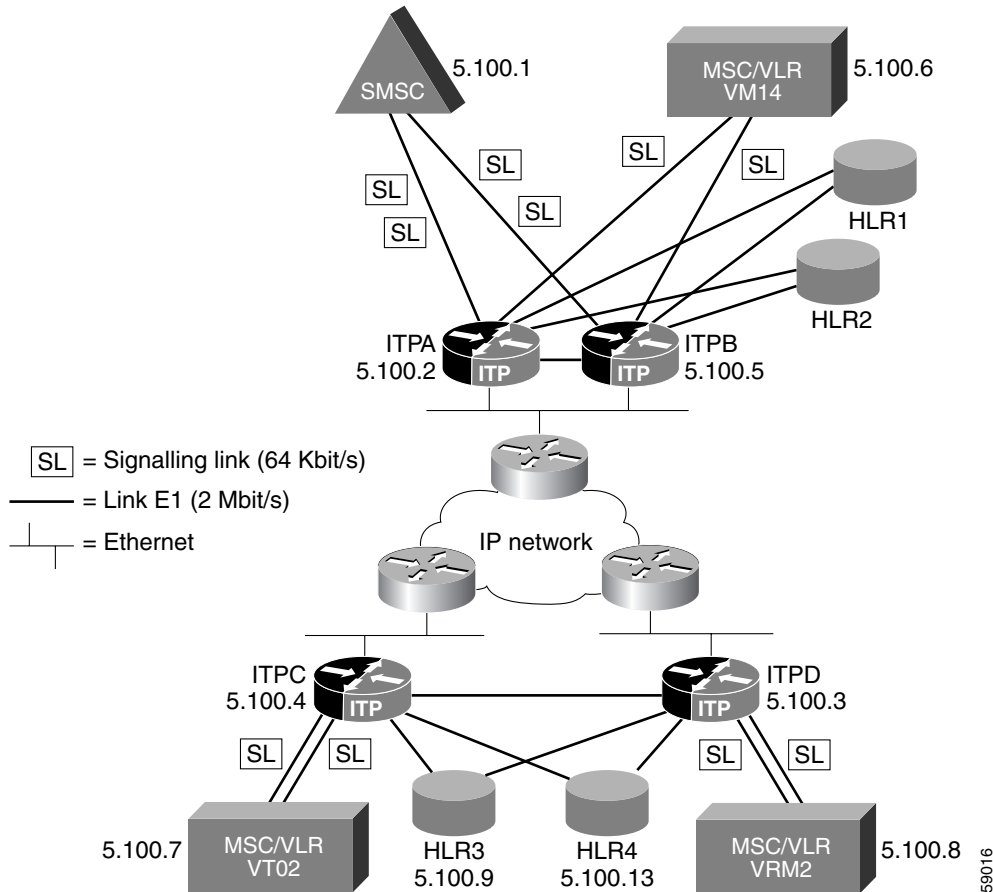 5.100.1
SMSC
MSC/VLR
VM14
5.100.6
SL
SL
SL
SL
SL
SL
HLR1
HLR2
ITPA
5.100.2
ITP
ITP
ITPB
5.100.5
SL = Signalling link (64 Kbit/s)
= Link E1 (2 Mbit/s)
= Ethernet
IP network
ITPC
5.100.4
ITP
ITP
ITPD
5.100.3
SL
SL
SL
SL
5.100.7
MSC/VLR
VT02
HLR3
5.100.9
HLR4
5.100.13
MSC/VLR
VRM2
5.100.8
59016